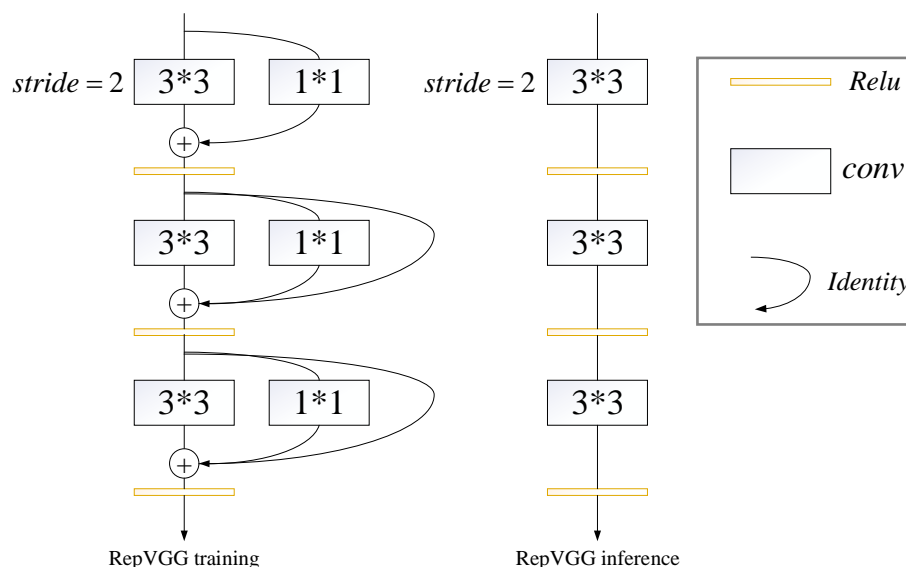 stride = 2
3*3
1*1
+
3*3
1*1
+
3*3
1*1
+
RepVGG training
stride = 2
3*3
3*3
3*3
RepVGG inference
Relu
conv
Identity